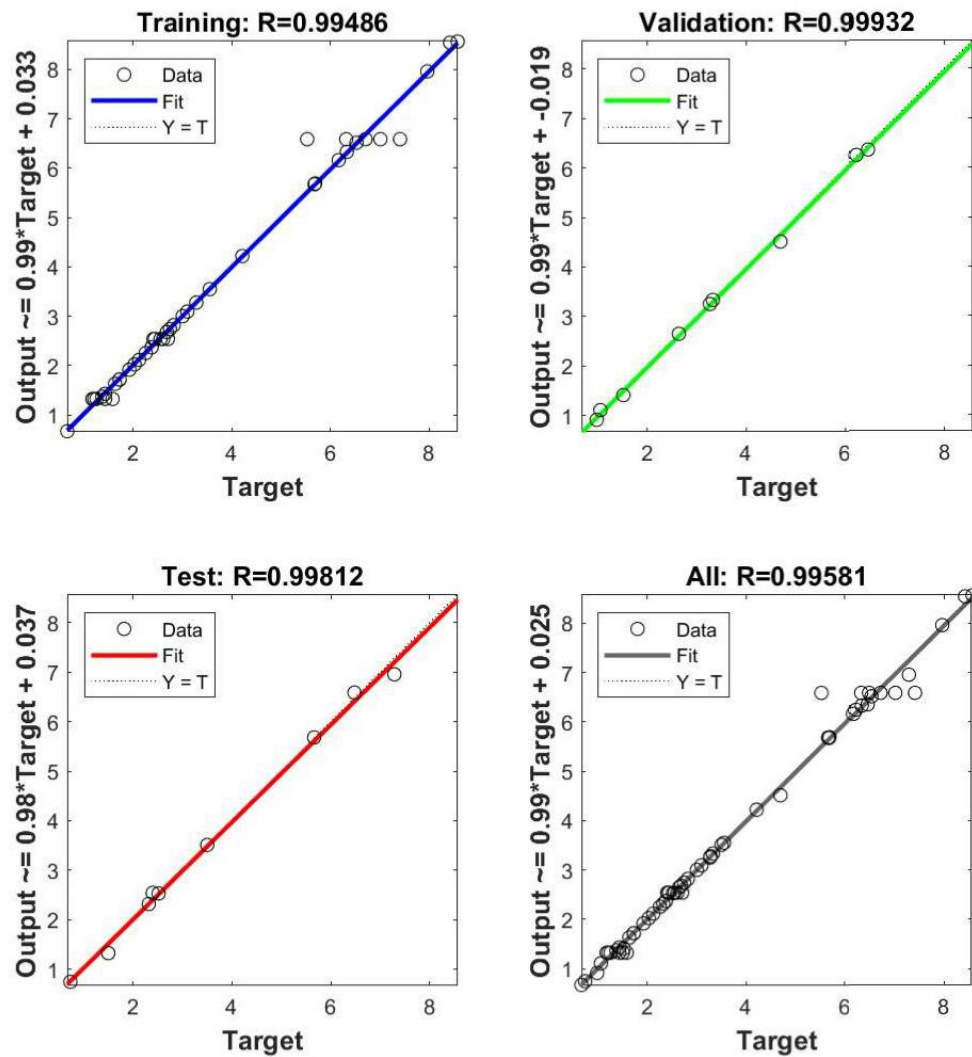 Training: R=0.99486
Output ~= 0.99*Target + 0.033
8
7
6
5
4
3
2
1
Data
Fit
Y = T
2
4
6
8
Target
Validation: R=0.99932
Output ~= 0.99*Target + -0.019
8
7
6
5
4
3
2
1
Data
Fit
Y = T
2
4
6
8
Target
Test: R=0.99812
Output ~= 0.98*Target + 0.037
8
7
6
5
4
3
2
1
Data
Fit
Y = T
2
4
6
8
Target
All: R=0.99581
Output ~= 0.99*Target + 0.025
8
7
6
5
4
3
2
1
Data
Fit
Y = T
2
4
6
8
Target